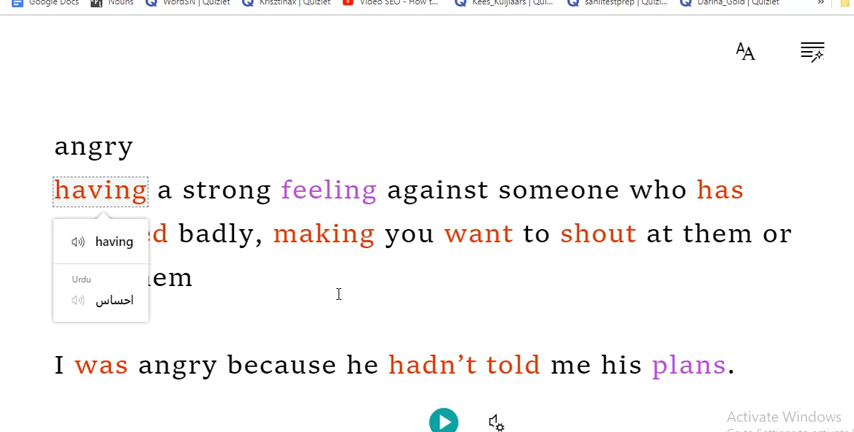 Google Docs Nouns WordSN | Quizlet Krisztinax | Quizlet Video SEO - How t... Kees_Kuijlaars | Qui... sanlitestprep | Quizl... Darina_Gold | Quizlet »
AA
angry
having a strong feeling against someone who has
ed badly, making you want to shout at them or
having
em
Urdu
احساس
I was angry because he hadn't told me his plans.
Activate Windows